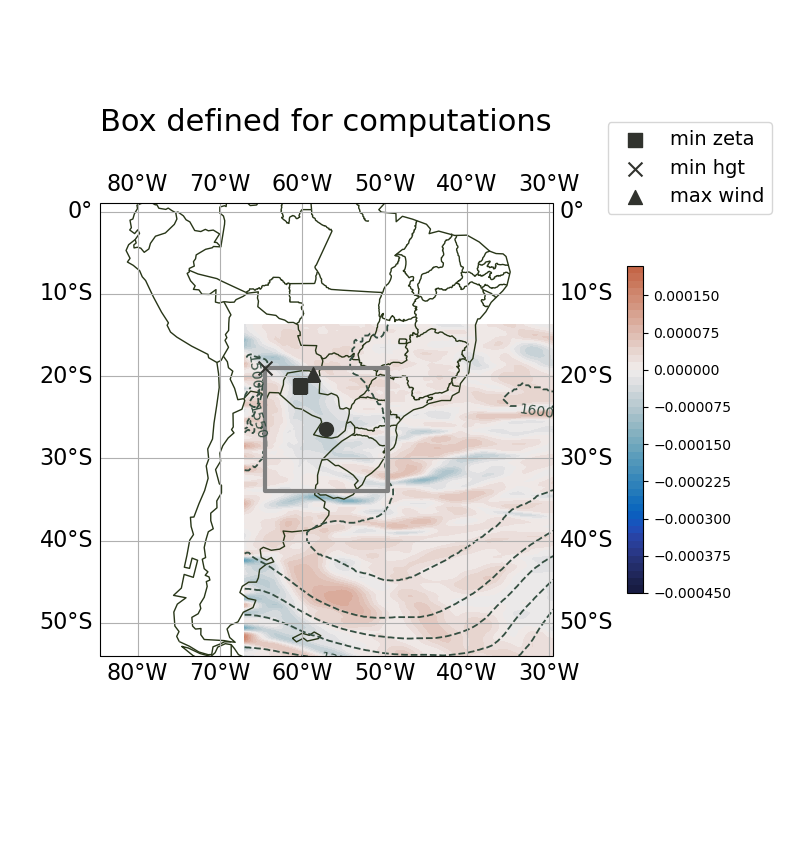 Box defined for computations
min zeta
min hgt
max wind
80°W 70°W 60°W 50°W 40°W 30°W
0° 0°
10°S 10°S
20°S 20°S
30°S 30°S
40°S 40°S
50°S 50°S
80°W 70°W 60°W 50°W 40°W 30°W
1600
0.000150
0.000075
0.000000
−0.000075
−0.000150
−0.000225
−0.000300
−0.000375
−0.000450